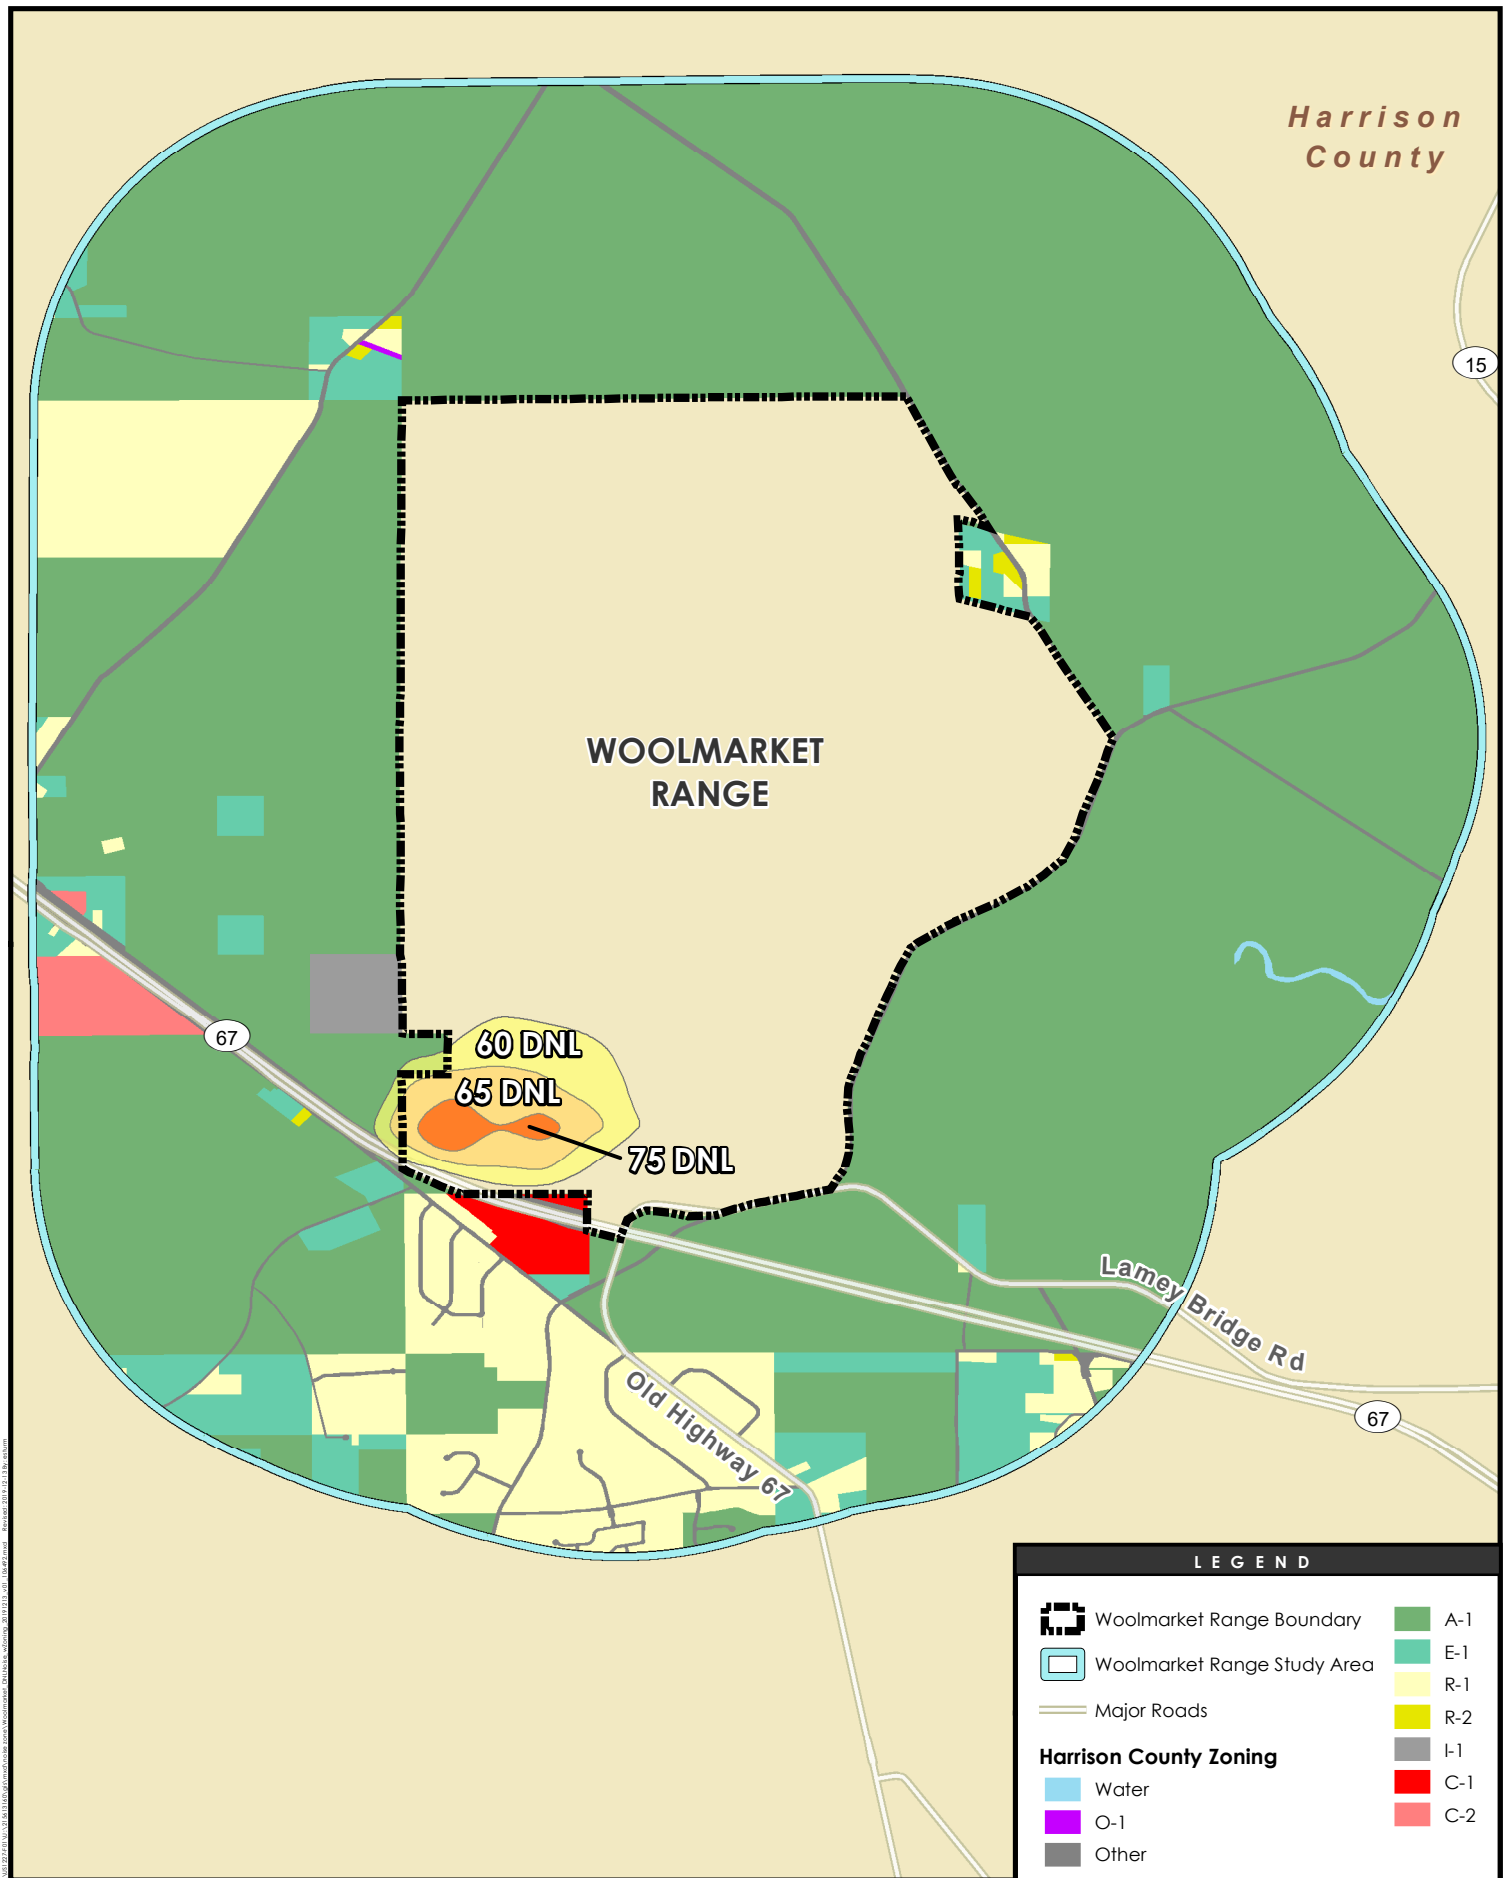 Harrison
County
15
WOOLMARKET
RANGE
67
60 DNL
65 DNL
75 DNL
Lamey Bridge Rd
Old Highway 67
67
LEGEND
Woolmarket Range Boundary
Woolmarket Range Study Area
Major Roads
Harrison County Zoning
Water
O-1
Other
A-1
E-1
R-1
R-2
I-1
C-1
C-2